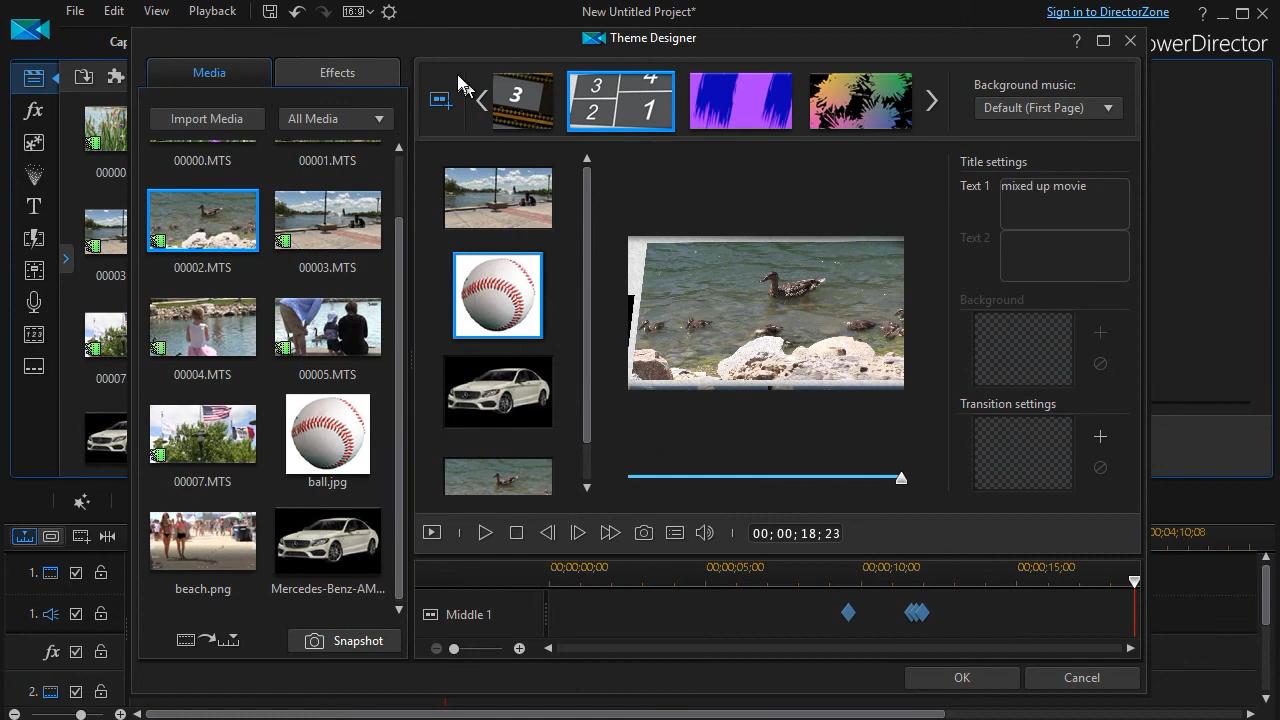 File Edit View Playback
16:9
New Untitled Project*
Sign in to DirectorZone
?
Cap
Theme Designer
?
owerDirector
Media Effects
Import Media All Media
Background music:
Default (First Page)
3
3 4
2 1
00000.MTS 00001.MTS
00002.MTS 00003.MTS
00004.MTS 00005.MTS
00007.MTS ball.jpg
beach.png Mercedes-Benz-AM...
Snapshot
fx
T
0000
00003
00007
Title settings
Text 1 mixed up movie
Text 2
Background
Transition settings
00; 00; 18; 23
00;00;00;00 00;00;05;00 00;00;10;00 00;00;15;00
Middle 1
OK Cancel
00;04;10;08
1.
1.
fx
2.